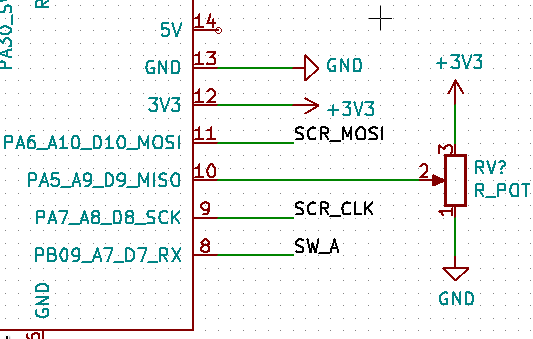 PA30_S
R
5V 14
GND 13 GND
3V3 12 +3V3
PA6_A10_D10_MOSI 11 SCR_MOSI
PA5_A9_D9_MISO 10
PA7_A8_D8_SCK 9 SCR_CLK
PB09_A7_D7_RX 8 SW_A
GND
+3V3
3
2
RV?
R_POT
1
GND